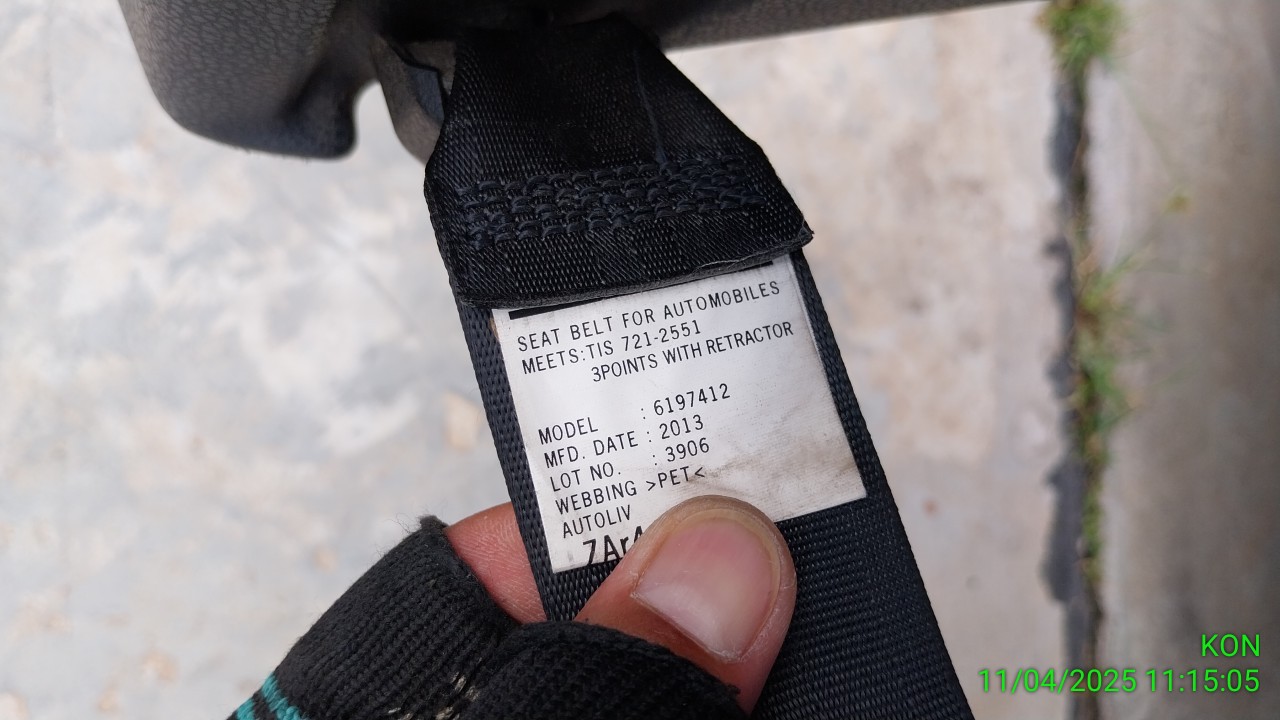 SEAT BELT FOR AUTOMOBILES
MEETS:TIS 721-2551
3POINTS WITH RETRACTOR
MODEL : 6197412
MFD. DATE : 2013
LOT NO. : 3906
WEBBING >PET<
AUTOLIV
KON
11/04/2025 11:15:05